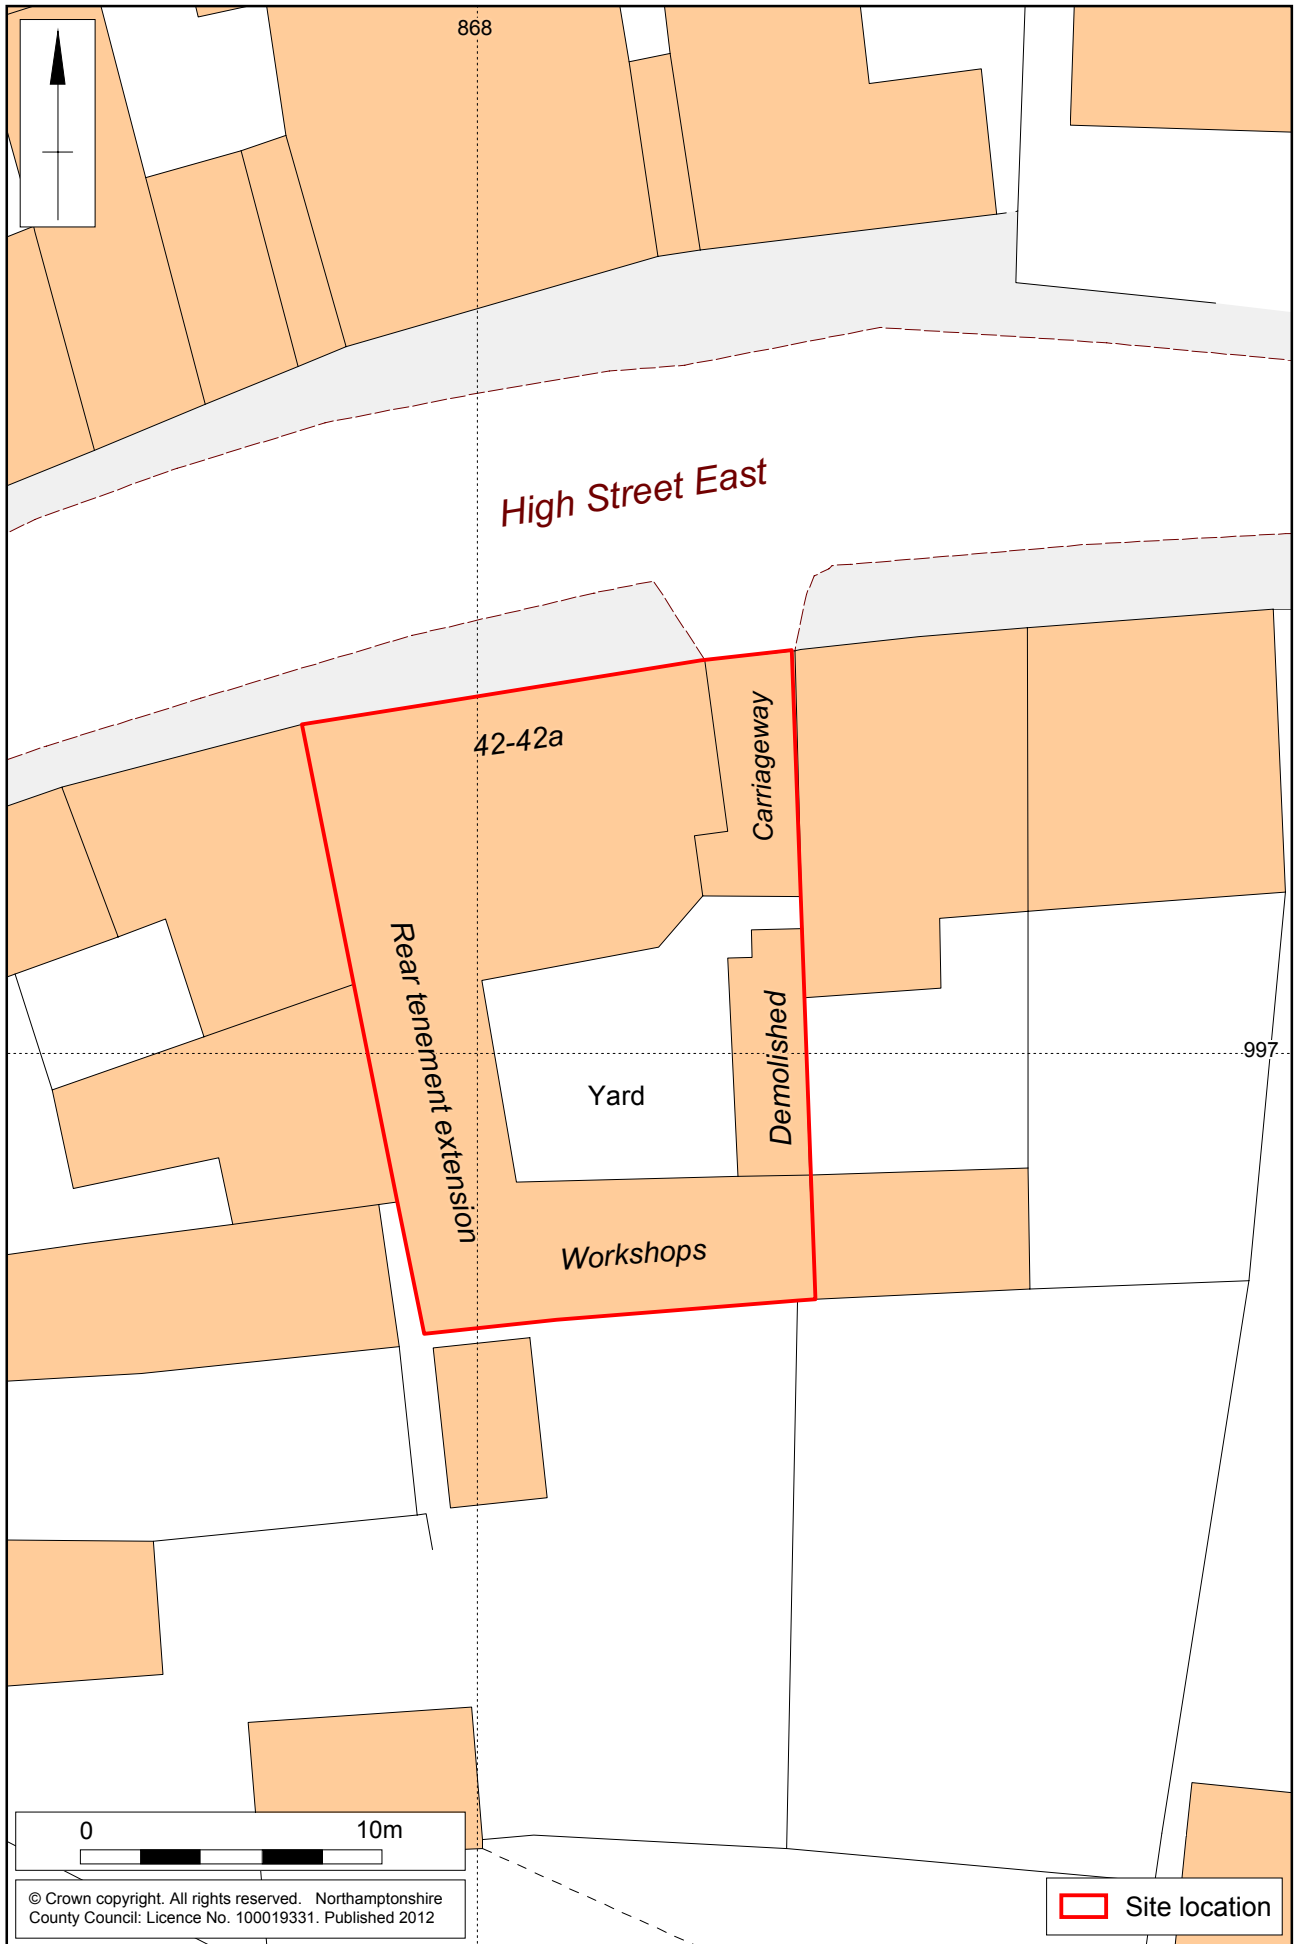 868
High Street East
42-42a
Carriageway
Rear tenement extension
Demolished
997
Yard
Workshops
0 10m
© Crown copyright. All rights reserved. Northamptonshire
County Council: Licence No. 100019331. Published 2012
Site location